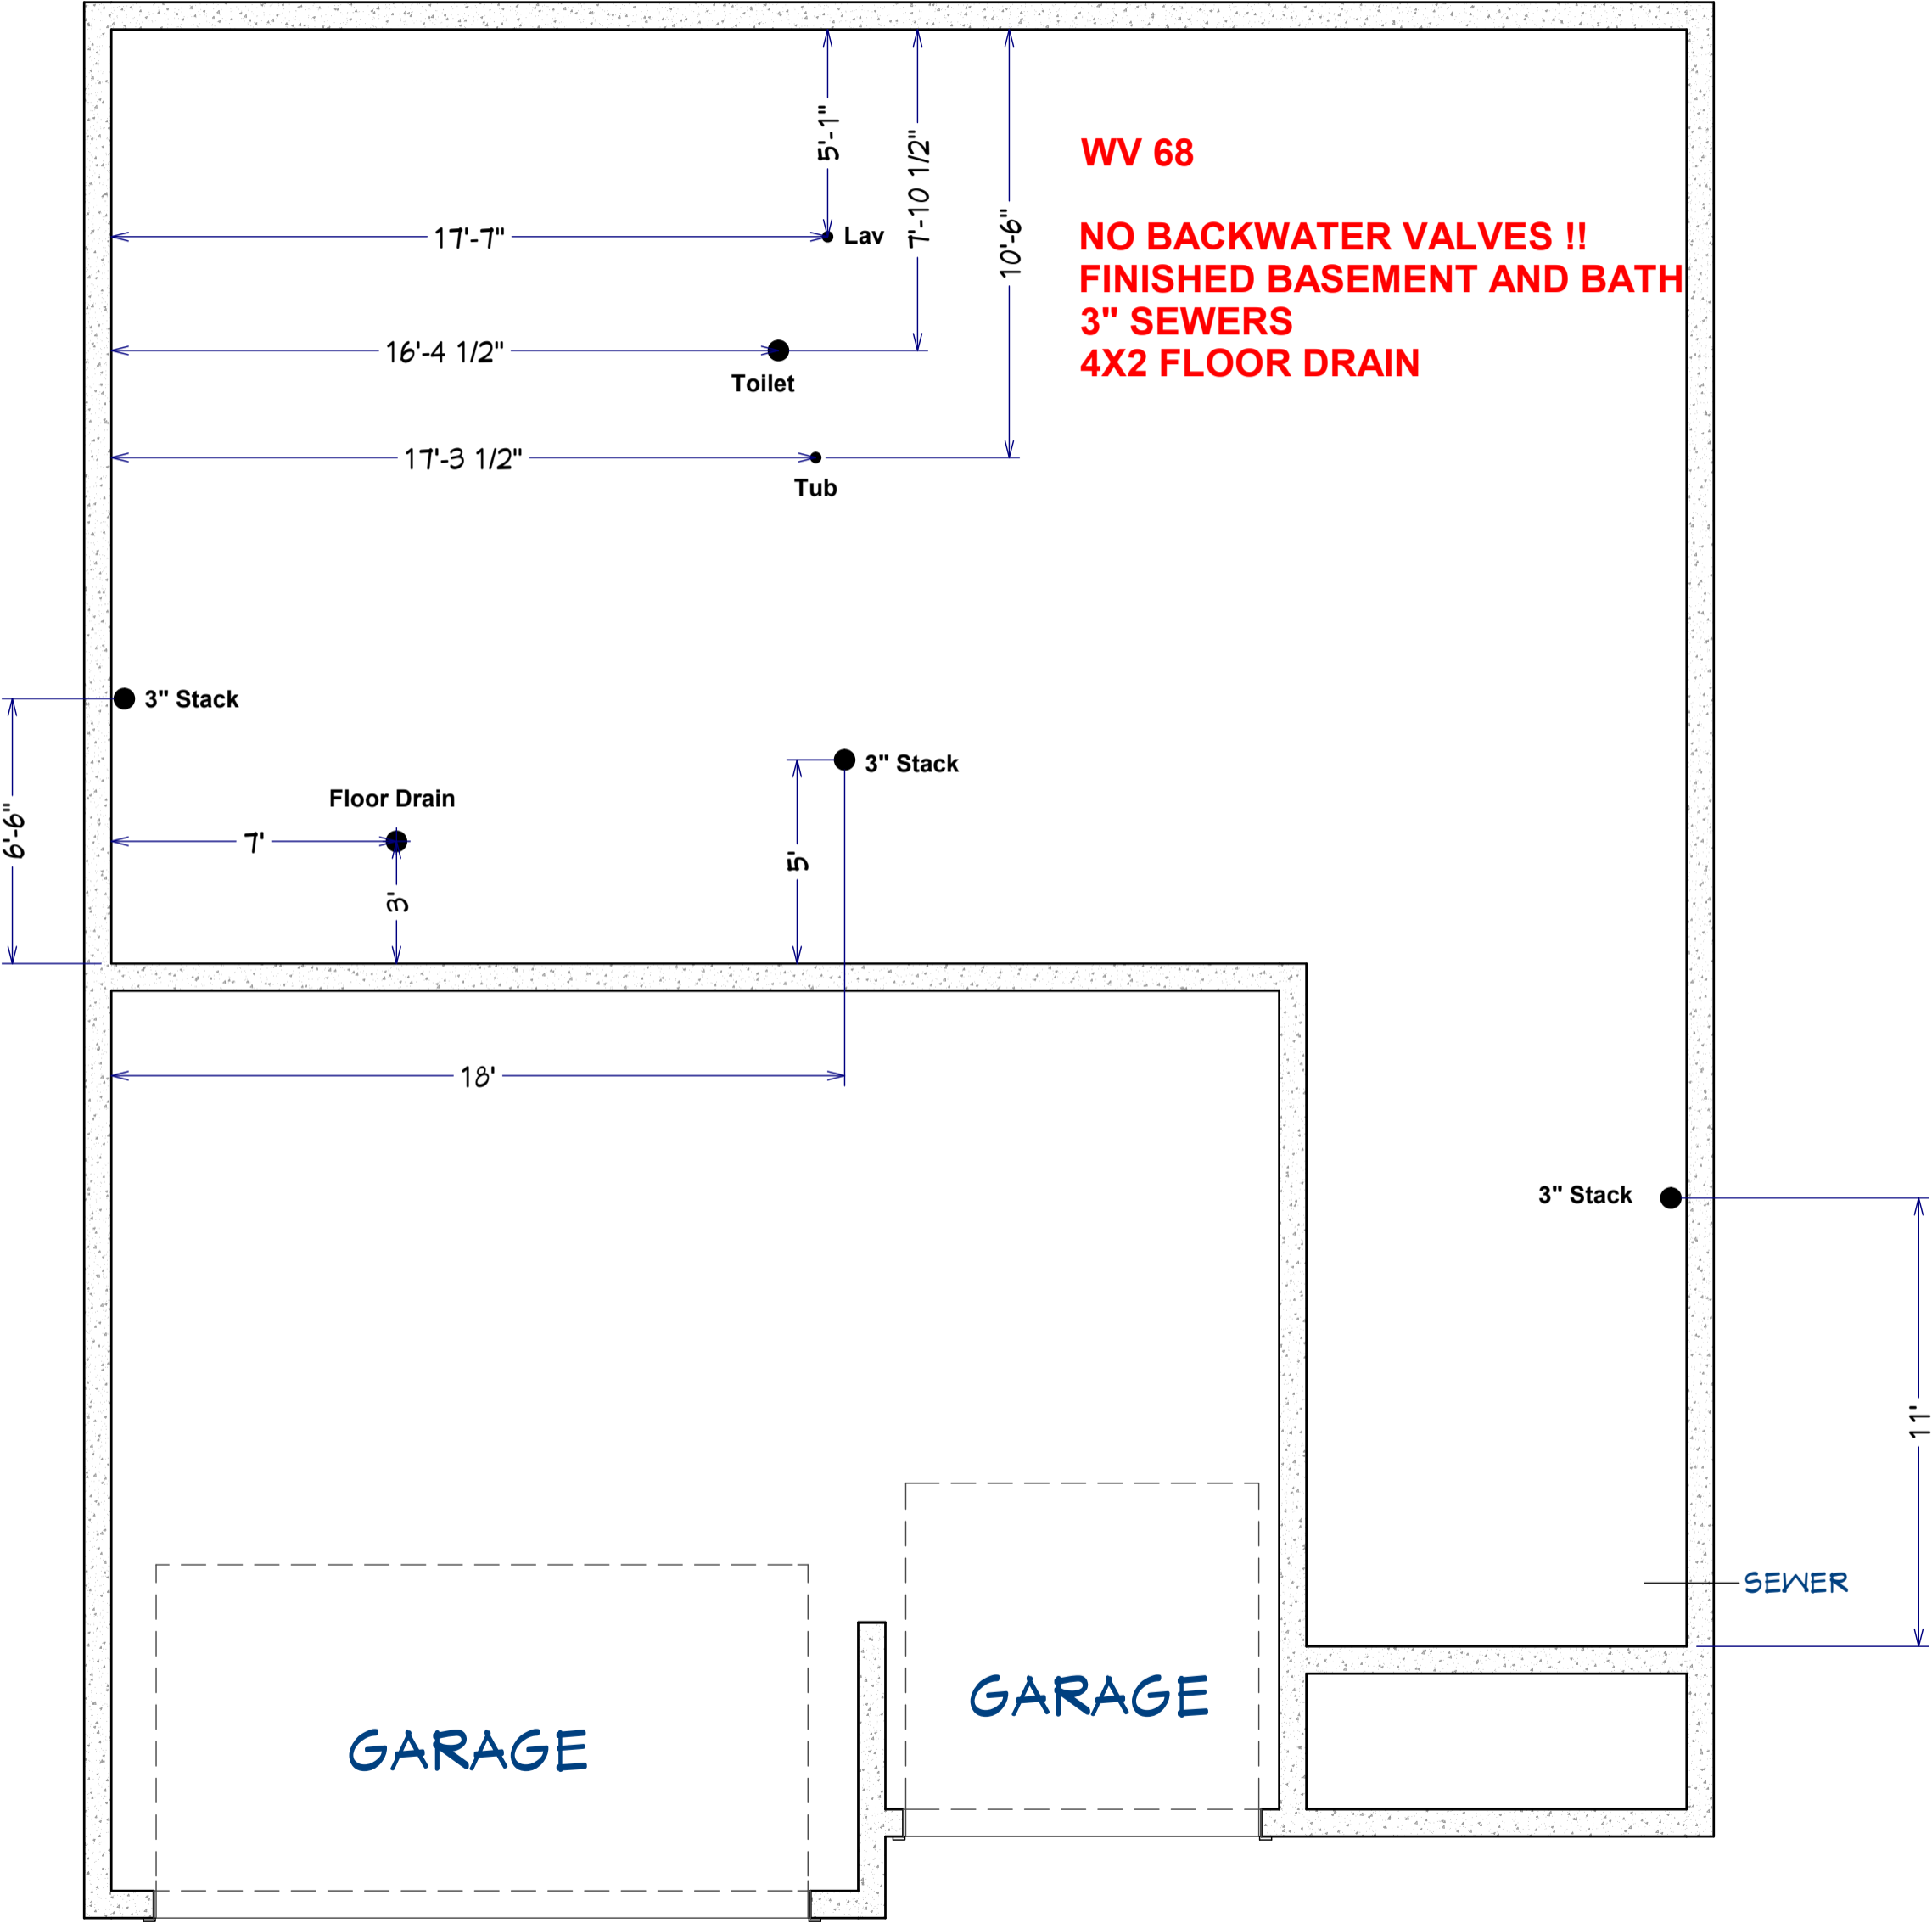 5'-1"
7'-10 1/2"
10'-6"
WV 68
NO BACKWATER VALVES !!
FINISHED BASEMENT AND BATH
3" SEWERS
4X2 FLOOR DRAIN
17'-7"
Lav
16'-4 1/2"
Toilet
17'-3 1/2"
Tub
3" Stack
3" Stack
Floor Drain
6'-6"
7'
5'
3'
18'
3" Stack
11'
SEWER
GARAGE
GARAGE